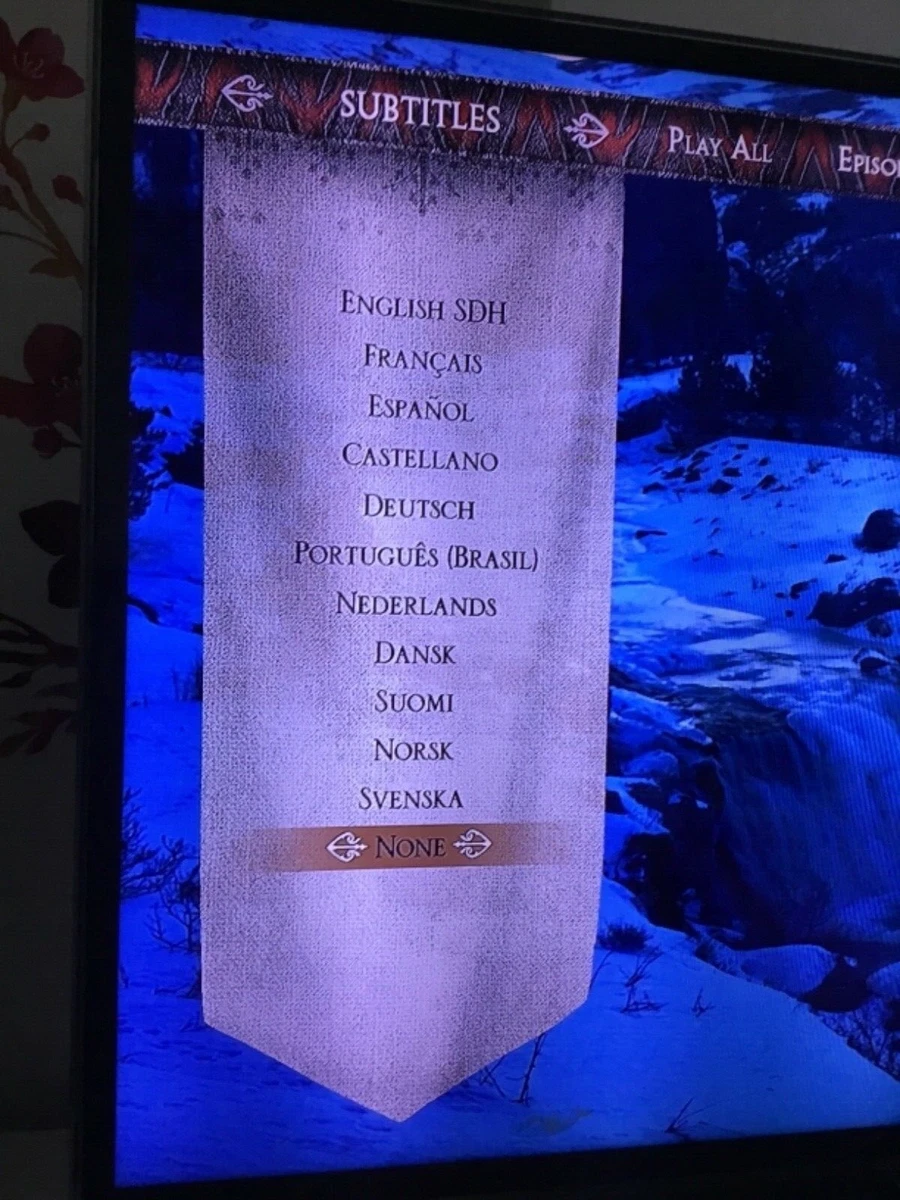 SUBTITLES
PLAY ALL
ENGLISH SDH
FRANÇAIS
ESPAÑOL
CASTELLANO
DEUTSCH
PORTUGUÊS (BRASIL)
NEDERLANDS
DANSK
SUOMI
NORSK
SVENSKA
NONE